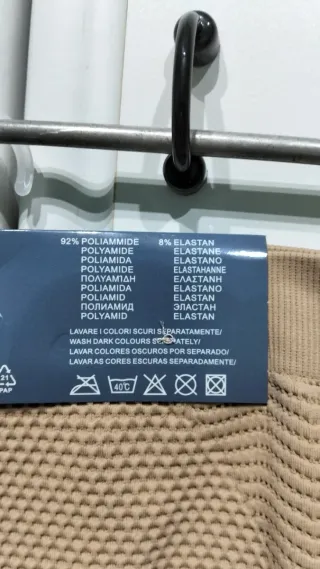 92% POLIAMMIDE 8% ELASTAN
POLYAMIDE ELASTANE
POLIAMIDA ELASTANO
POLYAMIDE ELASTAHANNE
ΠΟΛΥΑΜΊΔΗ ΕΛΑΣΤΑΝΗ
POLIAMIDA ELASTANO
POLIAMID ELASTAN
ПОЛИАМИД ЭЛАСТАН
POLYAMID ELASTAN
LAVARE I COLORI SCURI SEPARATAMENTE/
WASH DARK COLOURS SEPARATELY/
LAVAR COLORES OSCUROS POR SEPARADO/
LAVAR AS CORES ESCURAS SEPARADAMENTE/
21
PAP
40°C